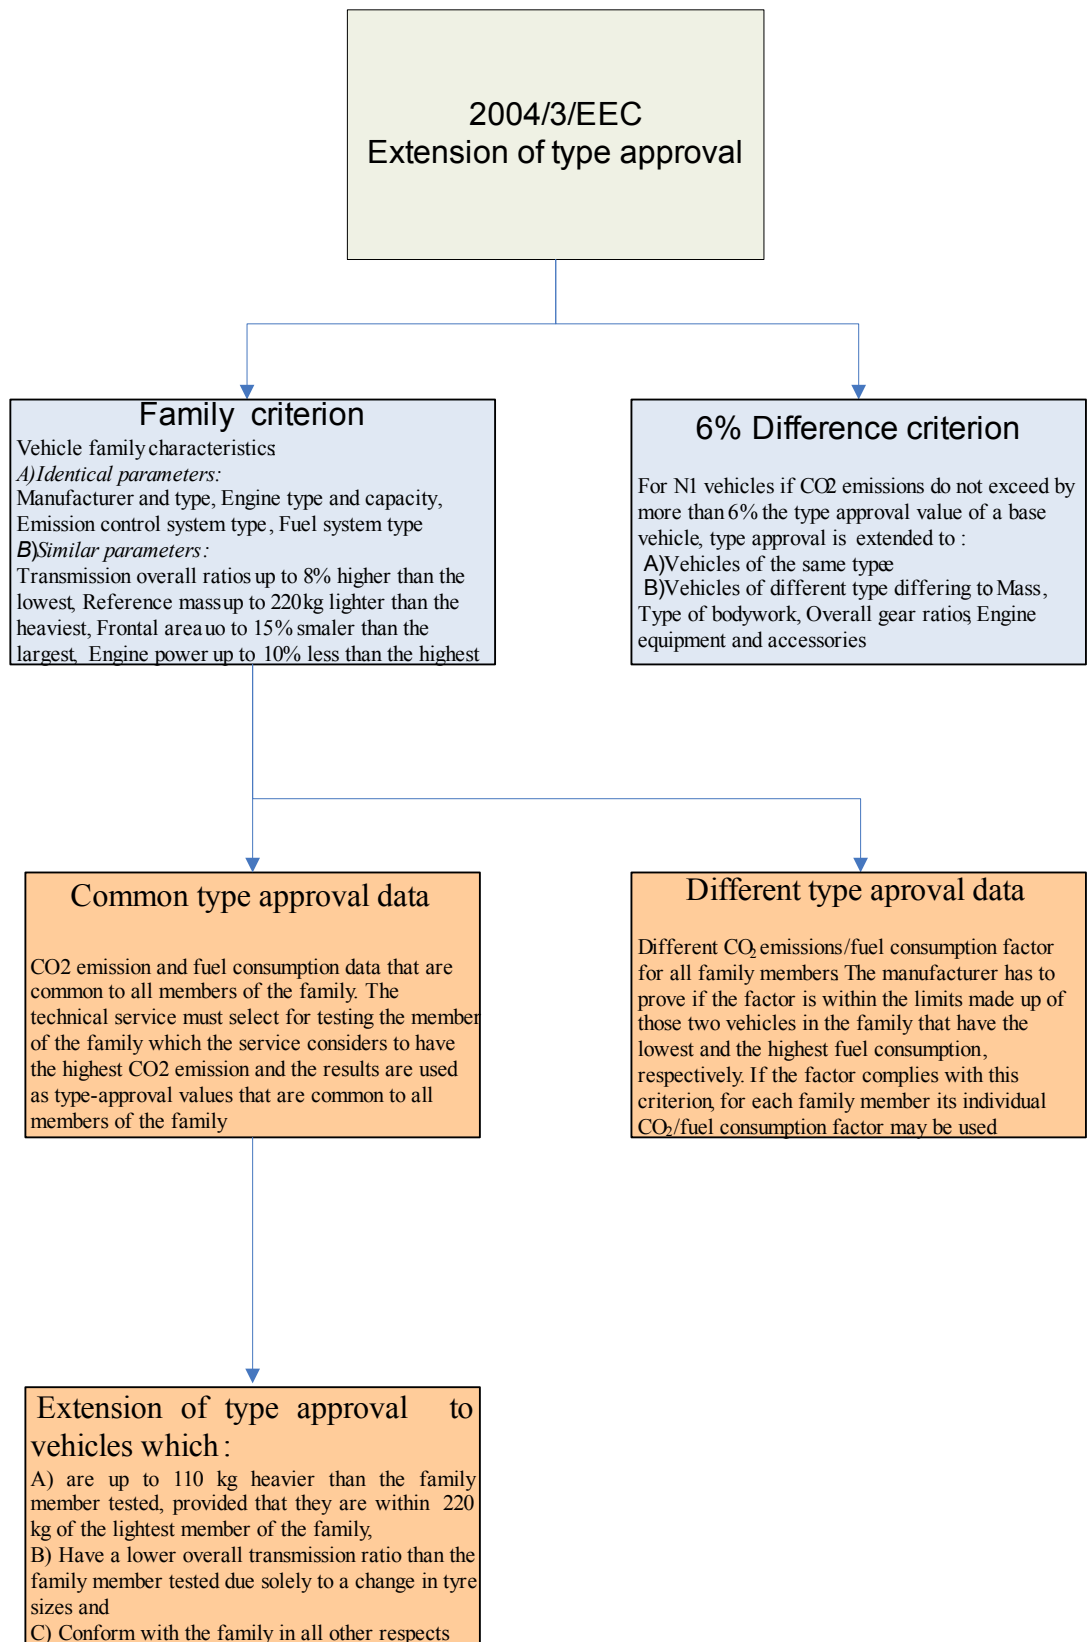 2004/3/EEC
Extension of type approval
Family criterion
Vehicle family characteristics:
A)Identical parameters:
Manufacturer and type, Engine type and capacity,
Emission control system type, Fuel system type
B)Similar parameters:
Transmission overall ratios up to 8% higher than the
lowest, Reference mass up to 220kg lighter than the
heaviest, Frontal area uo to 15% smaler than the
largest, Engine power up to 10% less than the highest
6% Difference criterion
For N1 vehicles if CO2 emissions do not exceed by
more than 6% the type approval value of a base
vehicle, type approval is extended to :
A)Vehicles of the same typee
B)Vehicles of different type differing to Mass,
Type of bodywork, Overall gear ratios, Engine
equipment and accessories
Common type approval data
CO2 emission and fuel consumption data that are
common to all members of the family. The
technical service must select for testing the member
of the family which the service considers to have
the highest CO2 emission and the results are used
as type-approval values that are common to all
members of the family
Different type aproval data
Different CO₂ emissions/fuel consumption factor
for all family members. The manufacturer has to
prove if the factor is within the limits made up of
those two vehicles in the family that have the
lowest and the highest fuel consumption,
respectively. If the factor complies with this
criterion, for each family member its individual
CO₂/fuel consumption factor may be used
Extension of type approval to
vehicles which :
A) are up to 110 kg heavier than the family
member tested, provided that they are within 220
kg of the lightest member of the family,
B) Have a lower overall transmission ratio than the
family member tested due solely to a change in tyre
sizes and
C) Conform with the family in all other respects